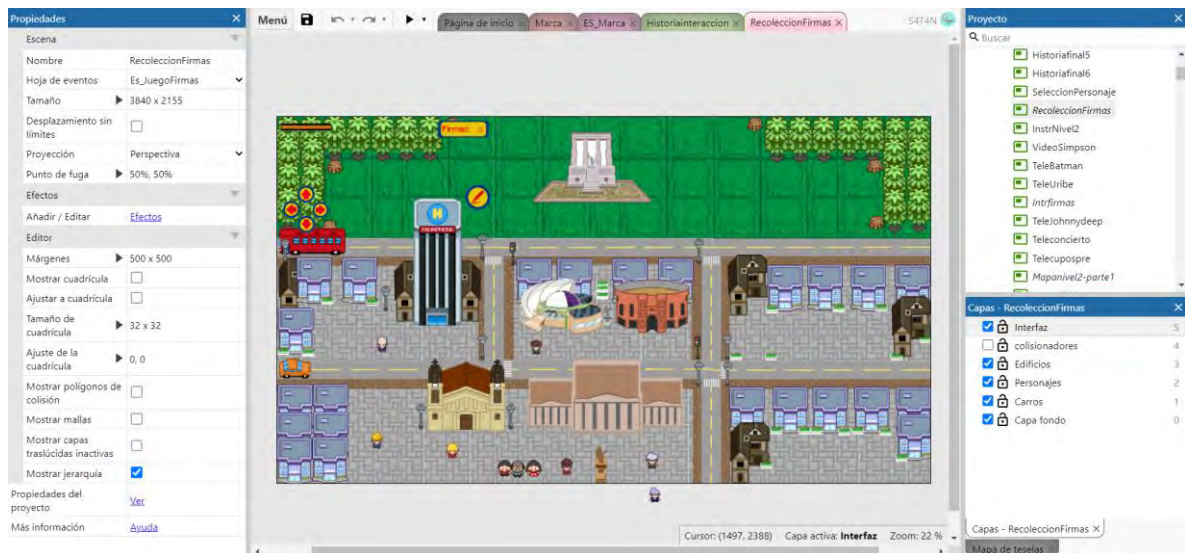 Propiedades
Escena
Nombre RecoleccionFirmas
Hoja de eventos Es_JuegoFirmas
Tamaño 3840 x 2155
Desplazamiento sin límites
Proyección Perspectiva
Punto de fuga 50%, 50%
Efectos
Añadir / Editar Efectos
Editor
Márgenes 500 x 500
Mostrar cuadrícula
Ajustar a cuadrícula
Tamaño de cuadrícula 32 x 32
Ajuste de la cuadrícula 0, 0
Mostrar polígonos de colisión
Mostrar mallas
Mostrar capas traslúcidas inactivas
Mostrar jerarquía
Propiedades del proyecto Ver
Más información Ayuda
Menú
Página de inicio Marca ES_Marca Historiainteraccion RecoleccionFirmas S4T4N
Firmas: 0
H
Cursor: (1497, 2388) Capa activa: Interfaz Zoom: 22 %
Proyecto
Buscar
Historiafinal5
Historiafinal6
SeleccionPersonaje
RecoleccionFirmas
InstrNivel2
VideoSimpson
TeleBatman
TeleUribe
Intrfirmas
TeleJohnnydeep
Teleconcierto
Telecupospre
Mapanivel2-parte1
Capas - RecoleccionFirmas
Interfaz 5
colisionadores 4
Edificios 3
Personajes 2
Carros 1
Capa fondo 0
Capas - RecoleccionFirmas
Mapa de teselas